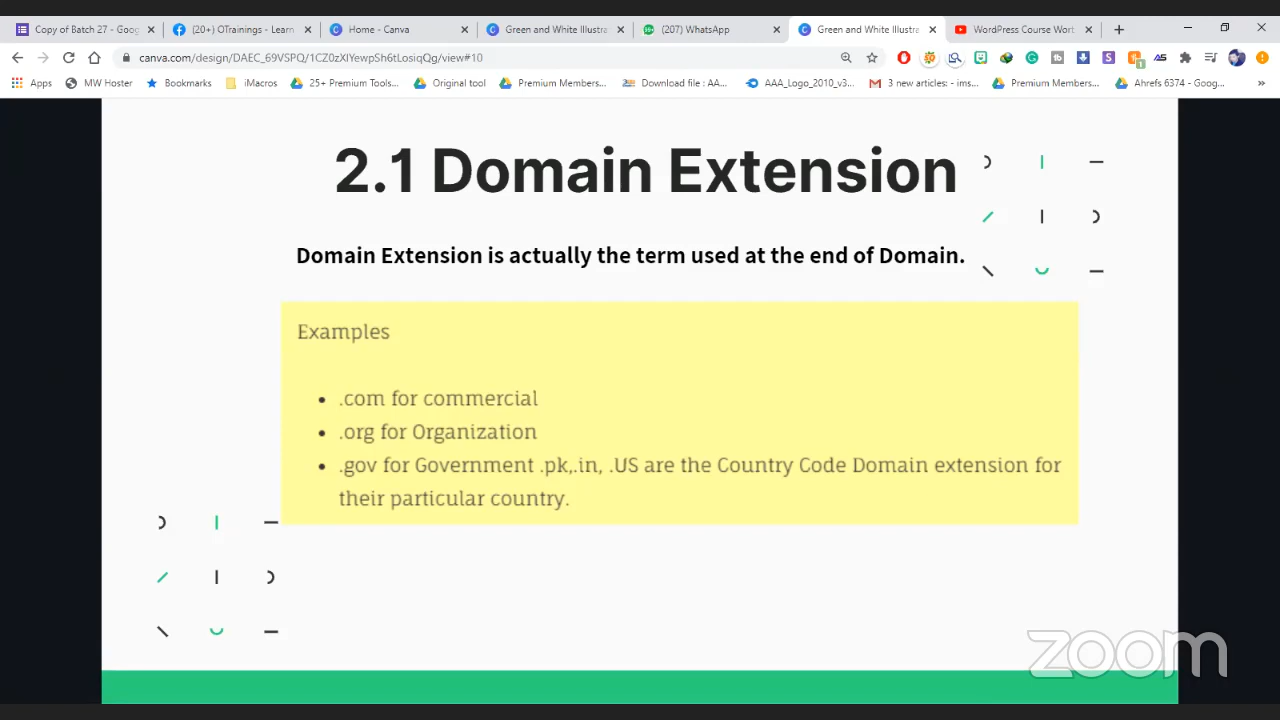 Copy of Batch 27 - Goog
(20+) OTrainings - Learn
Home - Canva
Green and White Illustra
(207) WhatsApp
Green and White Illustra
YouTube WordPress Course Wort
canva.com/design/DAEC_69VSPQ/1CZ0zXIYewpSh6tLqsiqQg/view#10
Apps
MW Hoster
Bookmarks
iMacros
25+ Premium Tools...
Original tool
Premium Members...
Download file : AA...
AAA_Logo_2010_v3...
3 new articles: - ims...
Premium Members...
Ahrefs 6374 - Goog...
2.1 Domain Extension
Domain Extension is actually the term used at the end of Domain.
Examples
.com for commercial
.org for Organization
.gov for Government .pk,.in, .US are the Country Code Domain extension for
their particular country.
zoom